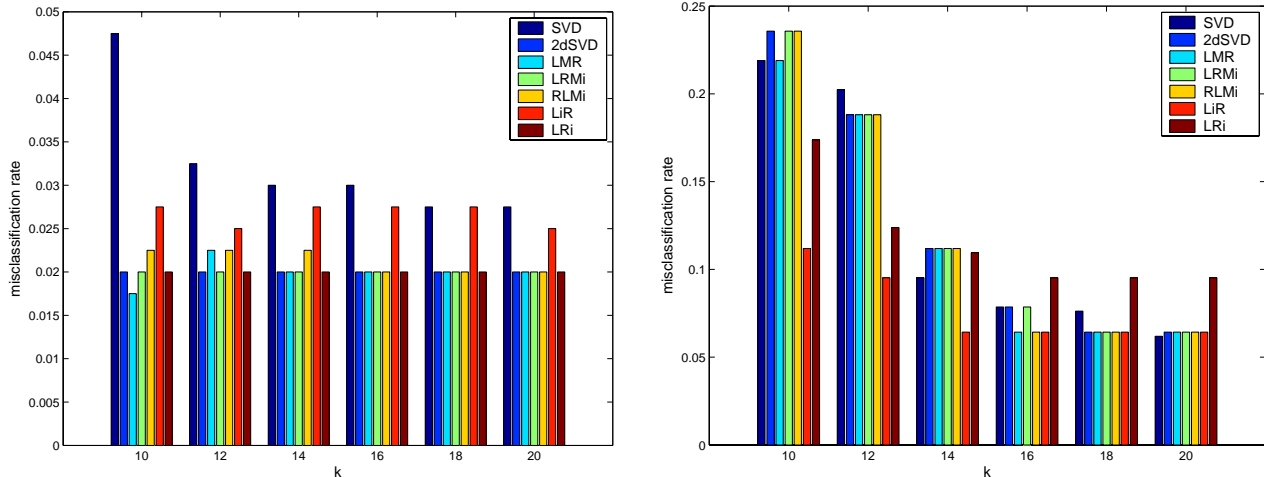 0.05
0.045
0.04
0.035
0.03
0.025
0.02
0.015
0.01
0.005
0
misclassification rate
10 12 14 16 18 20
k
SVD
2dSVD
LMR
LRMi
RLMi
LiR
LRi
0.25
0.2
0.15
0.1
0.05
0
misclassification rate
10 12 14 16 18 20
k
SVD
2dSVD
LMR
LRMi
RLMi
LiR
LRi